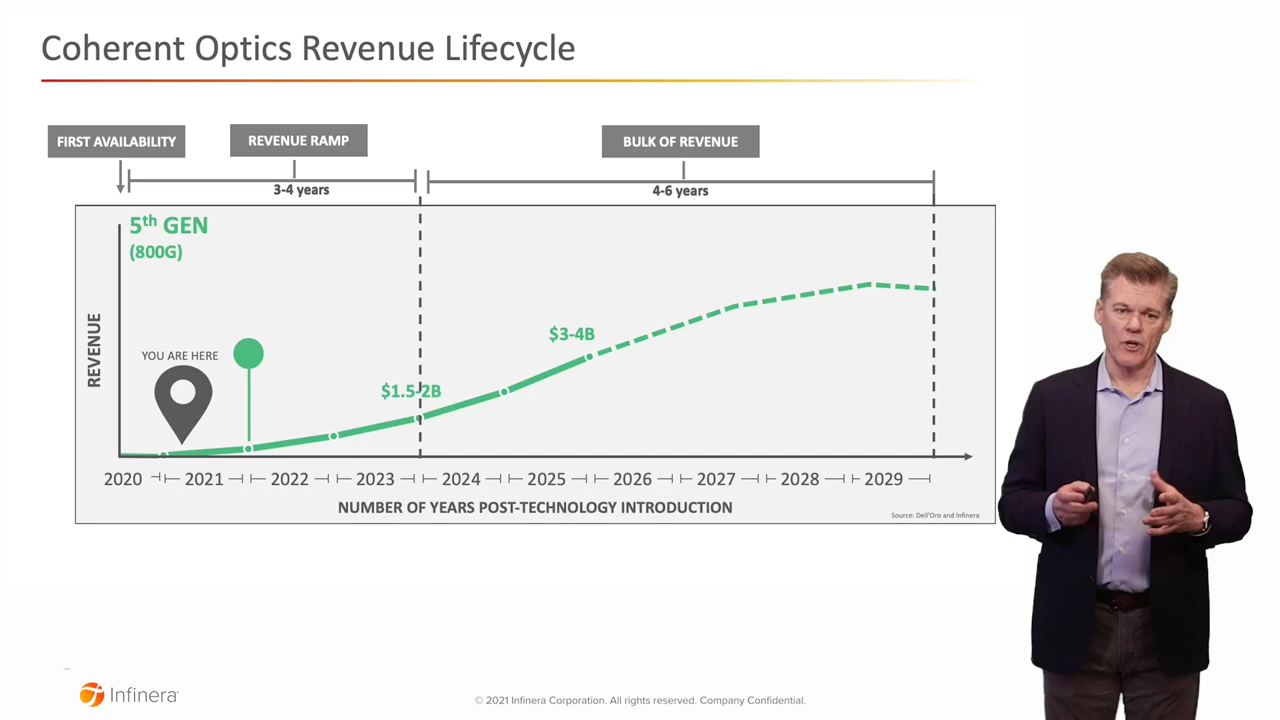 Coherent Optics Revenue Lifecycle
FIRST AVAILABILITY
REVENUE RAMP
BULK OF REVENUE
3-4 years
4-6 years
5th GEN
(800G)
REVENUE
YOU ARE HERE
$1.5-2B
$3-4B
2020
2021
2022
2023
2024
2025
2026
2027
2028
2029
NUMBER OF YEARS POST-TECHNOLOGY INTRODUCTION
Source: Dell'Oro and Infinera
Infinera
© 2021 Infinera Corporation. All rights reserved. Company Confidential.